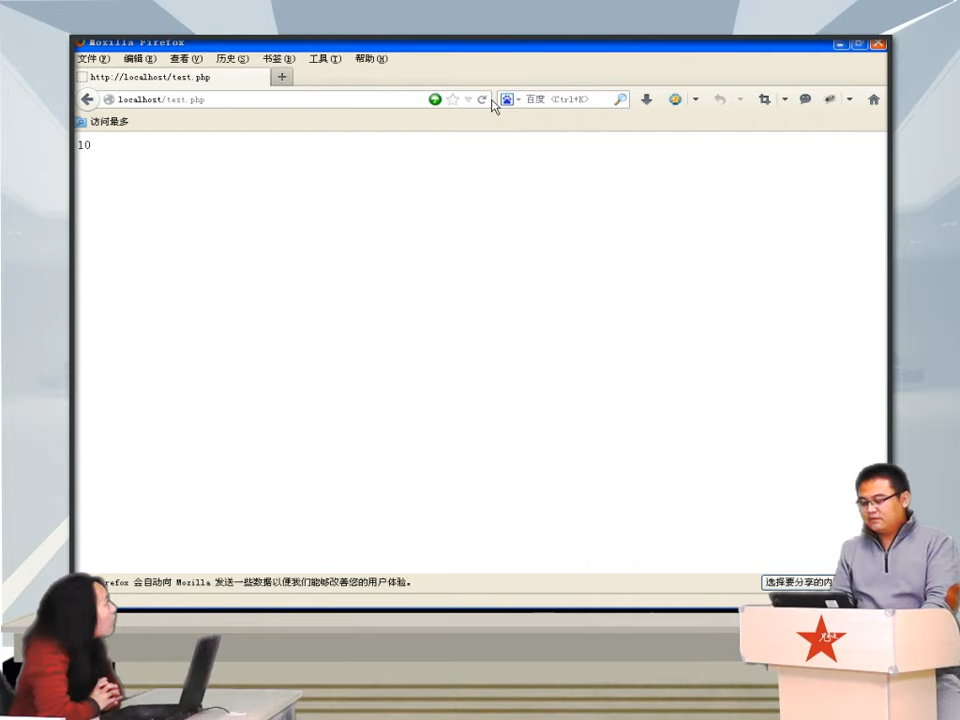 Mozilla Firefox
文件(F) 编辑(E) 查看(V) 历史(S) 书签(B) 工具(T) 帮助(H)
http://localhost/test.php +
localhost/test.php 百度 <Ctrl+K>
访问最多
10
refox 会自动向 Mozilla 发送一些数据以便我们能够改善您的用户体验。 选择要分享的内